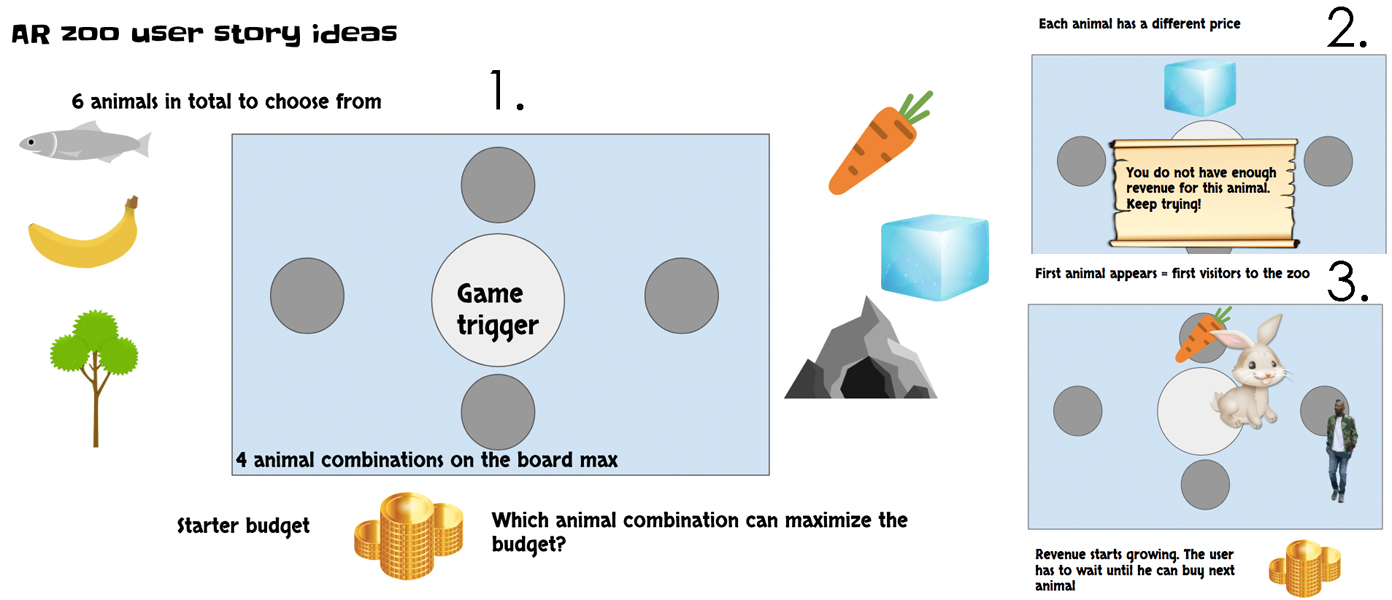 AR zoo user story ideas
6 animals in total to choose from
1.
Game
trigger
4 animal combinations on the board max
Starter budget
Which animal combination can maximize the
budget?
Each animal has a different price
2.
You do not have enough
revenue for this animal.
Keep trying!
First animal appears = first visitors to the zoo
3.
Revenue starts growing. The user
has to wait until he can buy next
animal